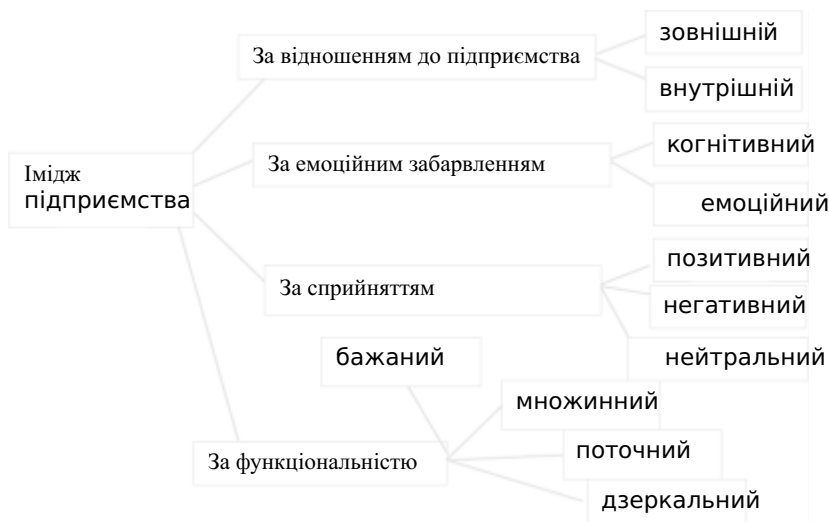 Імідж
підприємства
За відношенням до підприємства
зовнішній
внутрішній
За емоційним забарвленням
когнітивний
емоційний
За сприйняттям
позитивний
негативний
нейтральний
За функціональністю
бажаний
множинний
поточний
дзеркальний